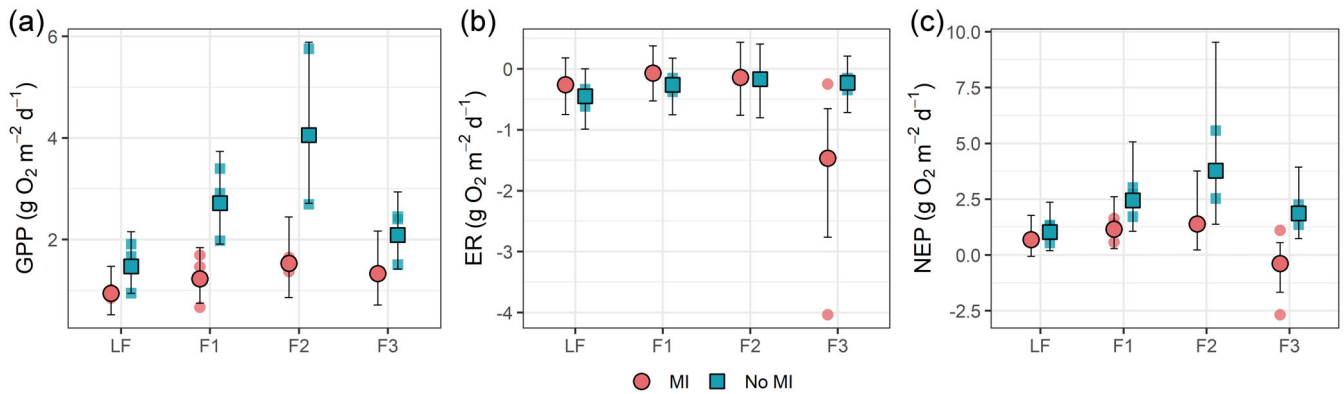 (a)
GPP (g O₂ m⁻² d⁻¹)
6
4
2
LF F1 F2 F3
(b)
ER (g O₂ m⁻² d⁻¹)
0
-1
-2
-3
-4
LF F1 F2 F3
(c)
NEP (g O₂ m⁻² d⁻¹)
10.0
7.5
5.0
2.5
0.0
-2.5
LF F1 F2 F3
MI No MI